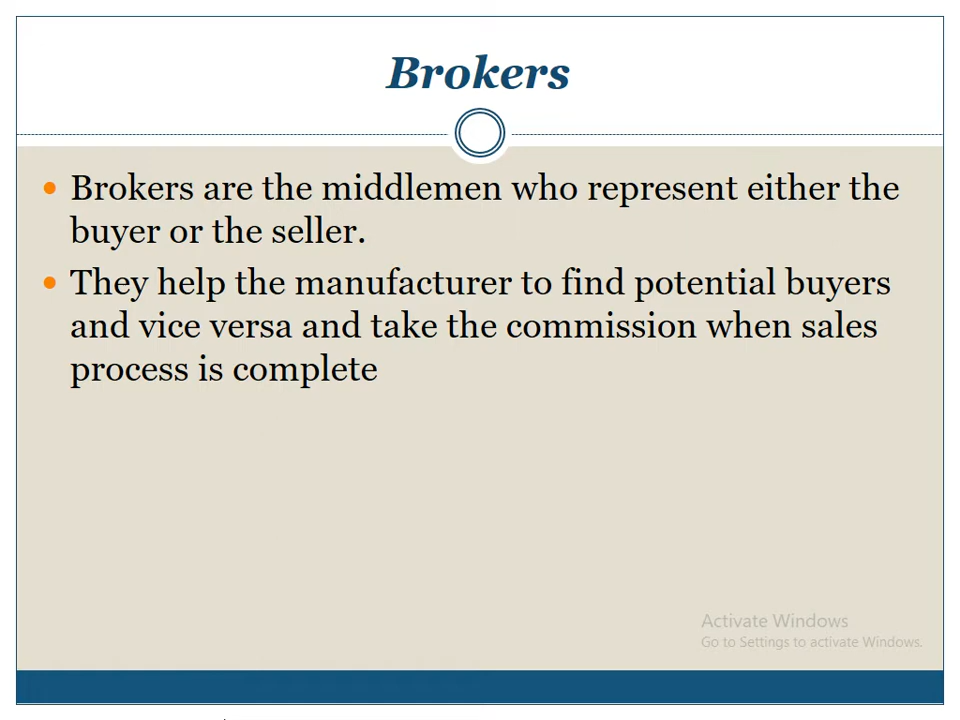 Brokers
Brokers are the middlemen who represent either the
buyer or the seller.
They help the manufacturer to find potential buyers
and vice versa and take the commission when sales
process is complete
Activate Windows
Go to Settings to activate Windows.